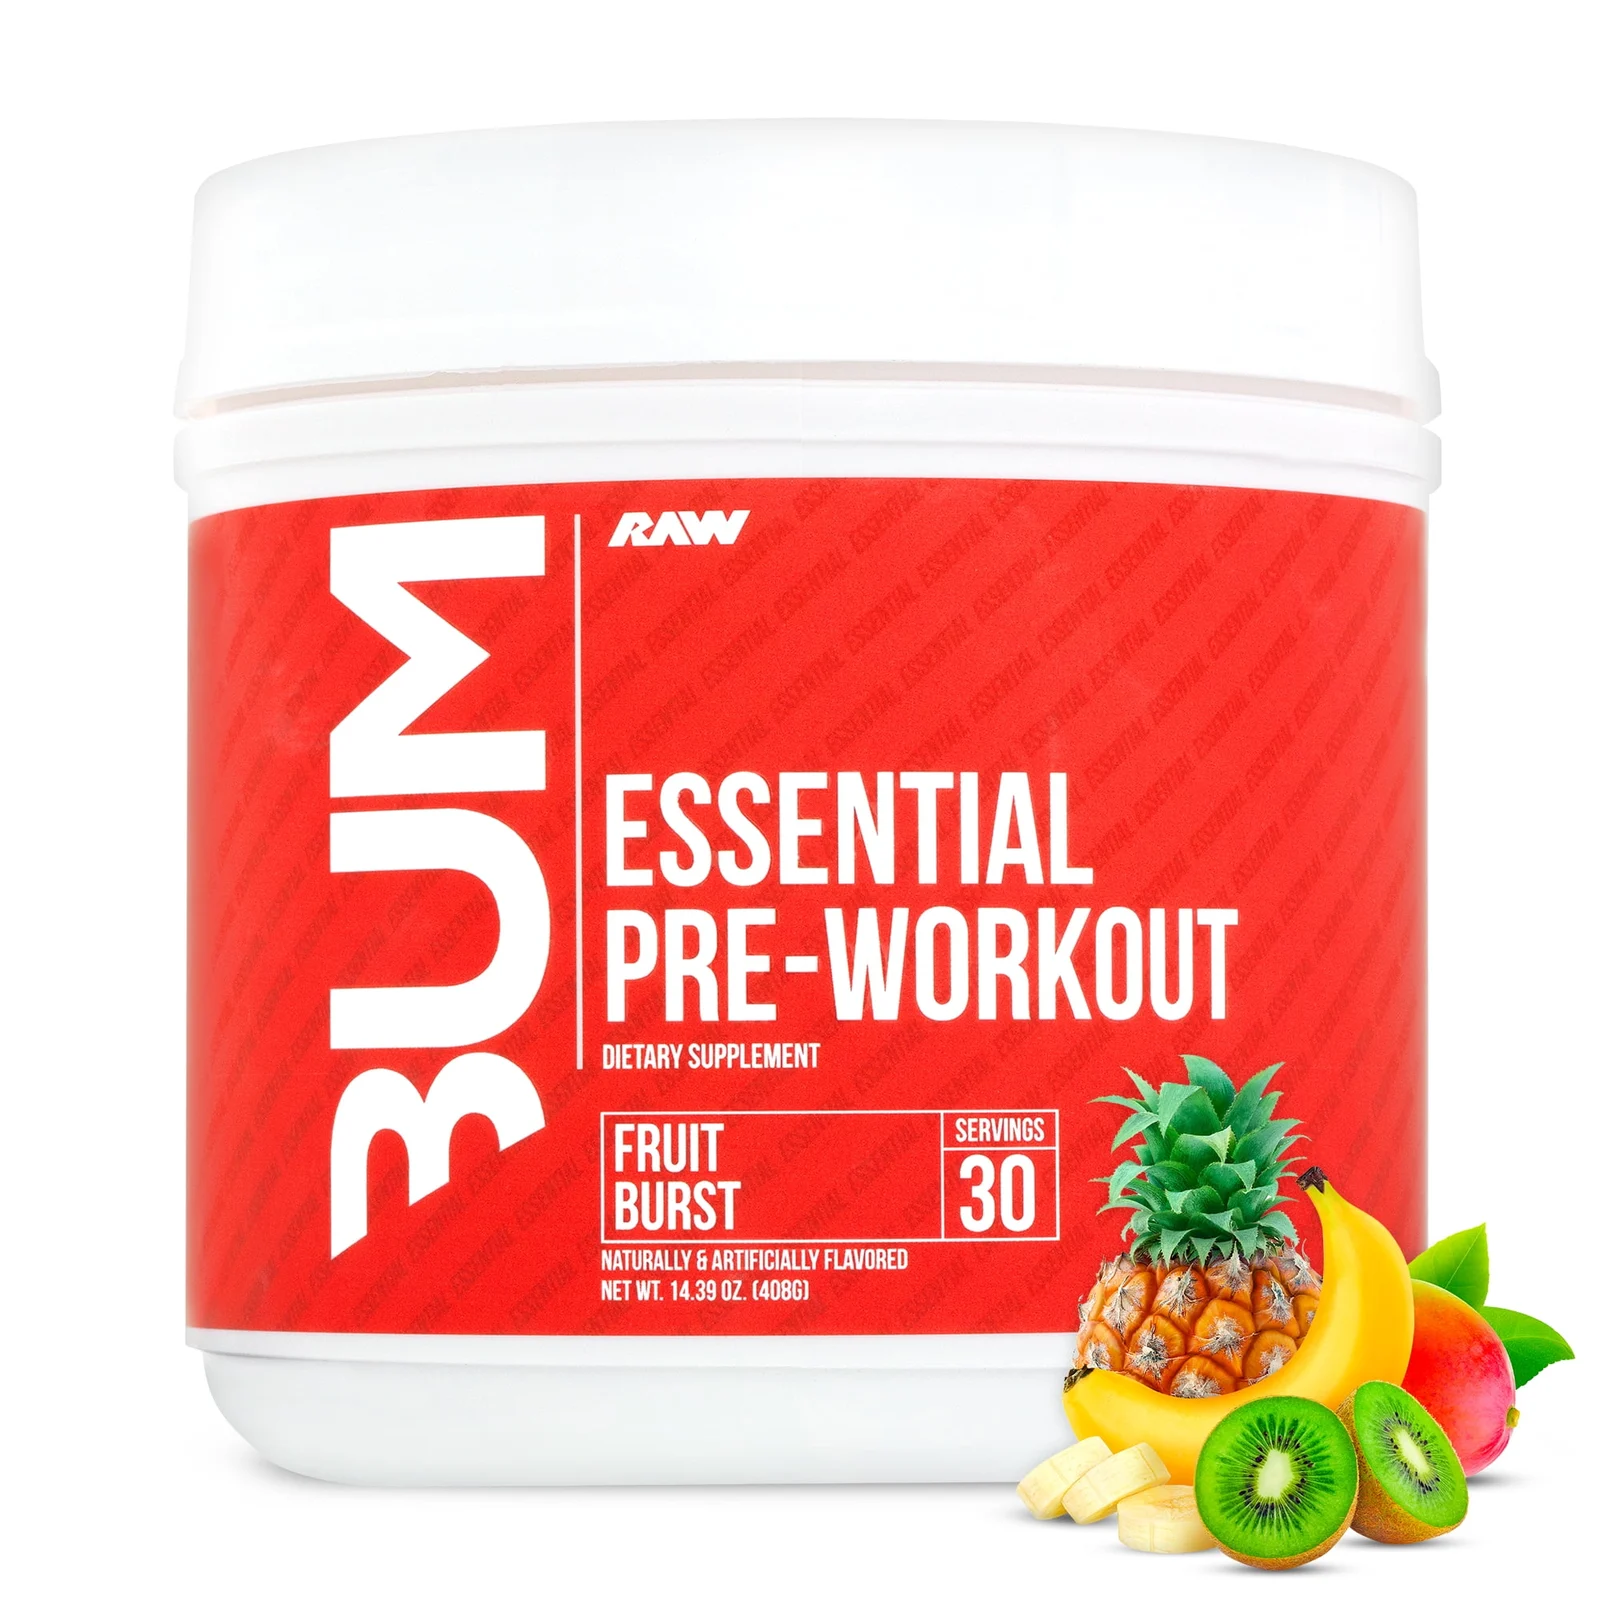 RAW
BUM
ESSENTIAL
PRE-WORKOUT
DIETARY SUPPLEMENT
FRUIT
BURST
SERVINGS
30
NATURALLY & ARTIFICIALLY FLAVORED
NET WT. 14.39 OZ. (408G)